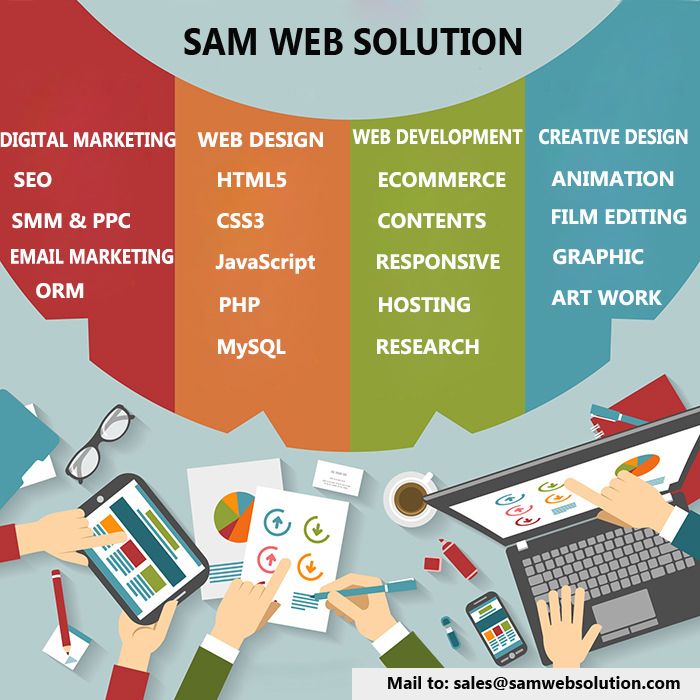 SAM WEB SOLUTION
DIGITAL MARKETING
SEO
SMM & PPC
EMAIL MARKETING
ORM
WEB DESIGN
HTML5
CSS3
JavaScript
PHP
MySQL
WEB DEVELOPMENT
ECOMMERCE
CONTENTS
RESPONSIVE
HOSTING
RESEARCH
CREATIVE DESIGN
ANIMATION
FILM EDITING
GRAPHIC
ART WORK
Mail to: sales@samwebsolution.com